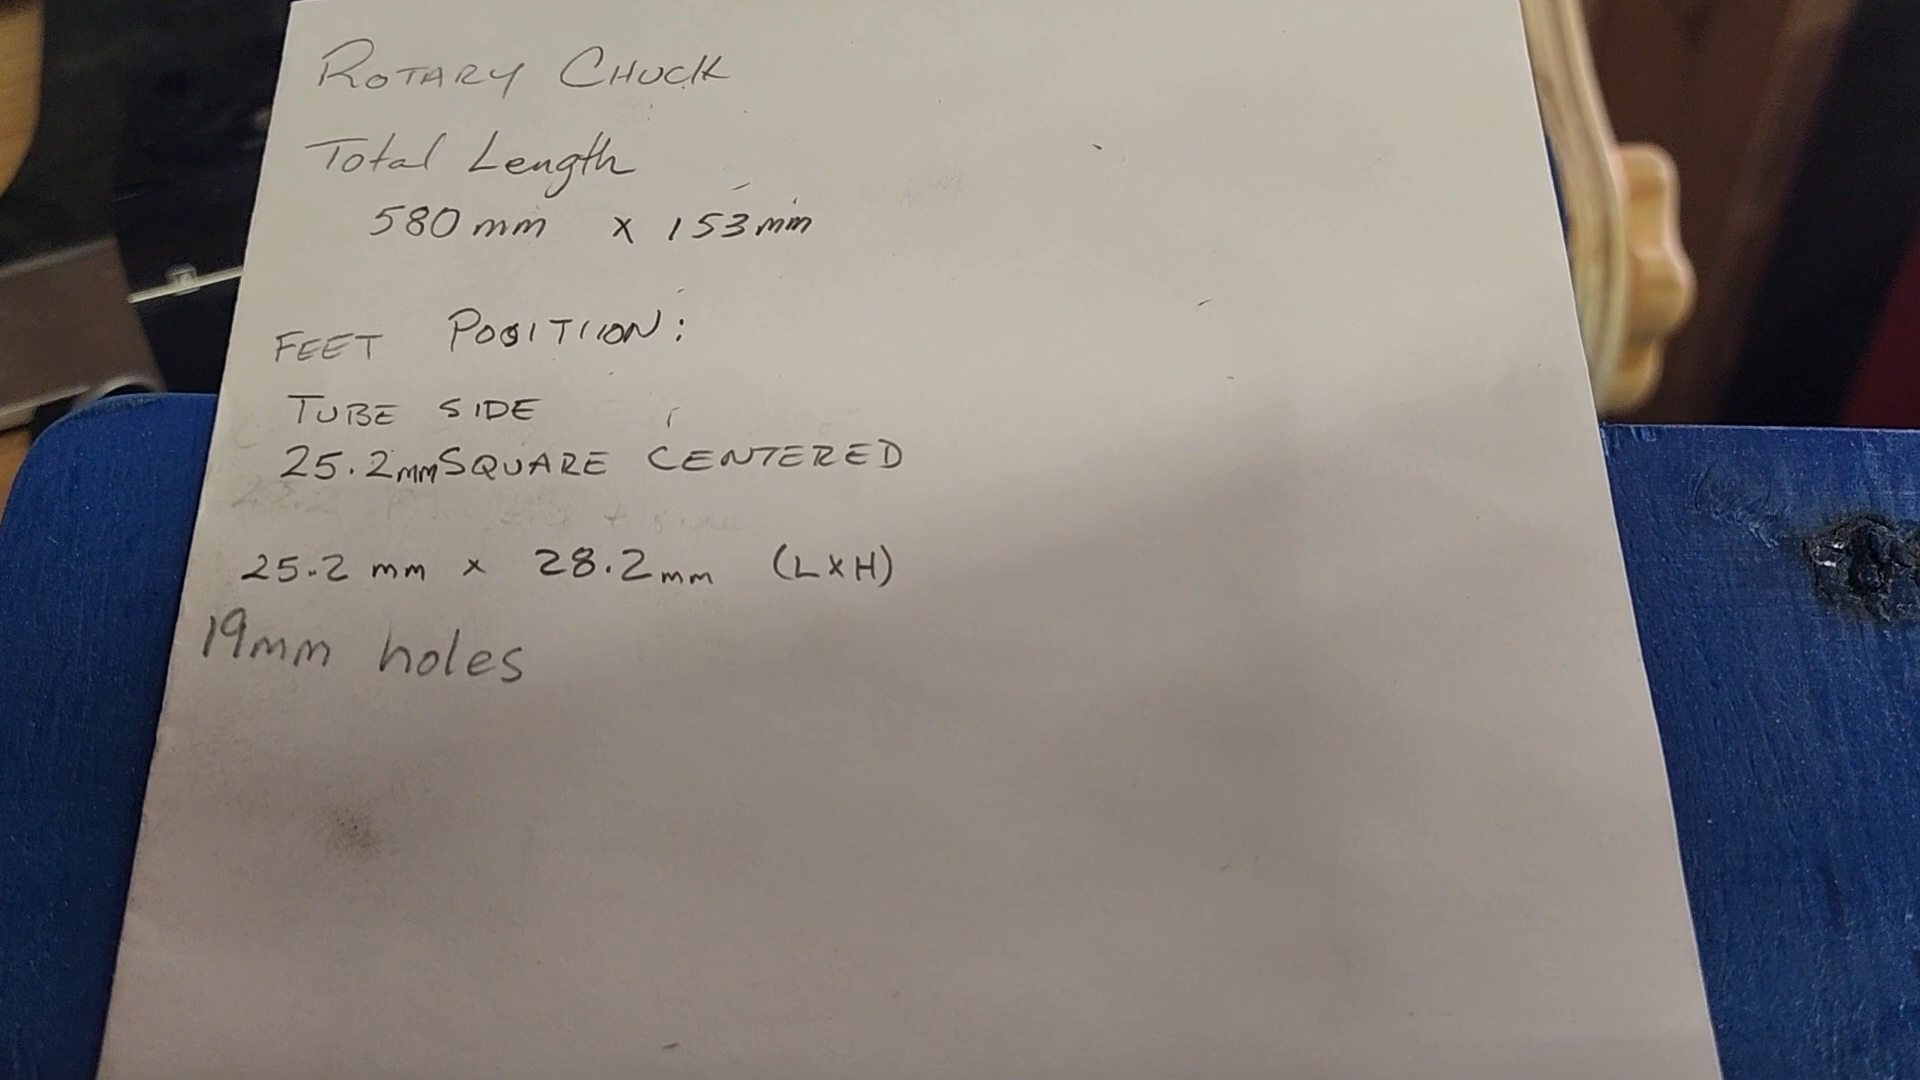 ROTARY CHUCK
Total Length
580 mm x 153 mm
FEET POSITIION:
TUBE SIDE
25.2mm SQUARE CENTERED
25.2 mm x 28.2 mm (LXH)
19mm holes